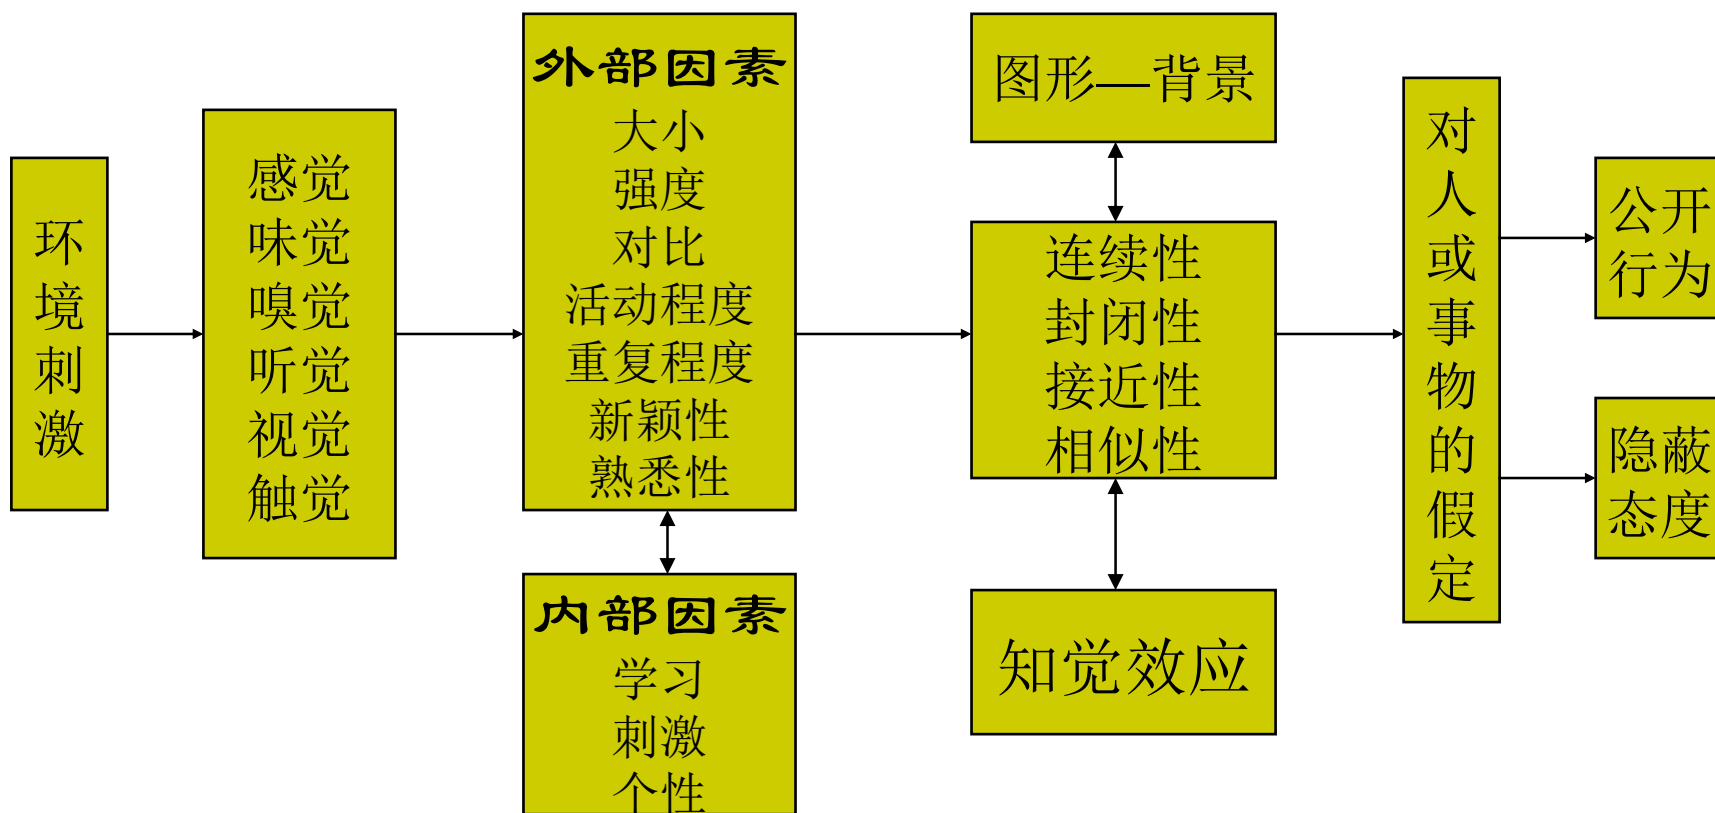 环
境
刺
激
感觉
味觉
嗅觉
听觉
视觉
触觉
外部因素
大小
强度
对比
活动程度
重复程度
新颖性
熟悉性
内部因素
学习
刺激
个性
图形—背景
连续性
封闭性
接近性
相似性
知觉效应
对
人
或
事
物
的
假
定
公开
行为
隐蔽
态度